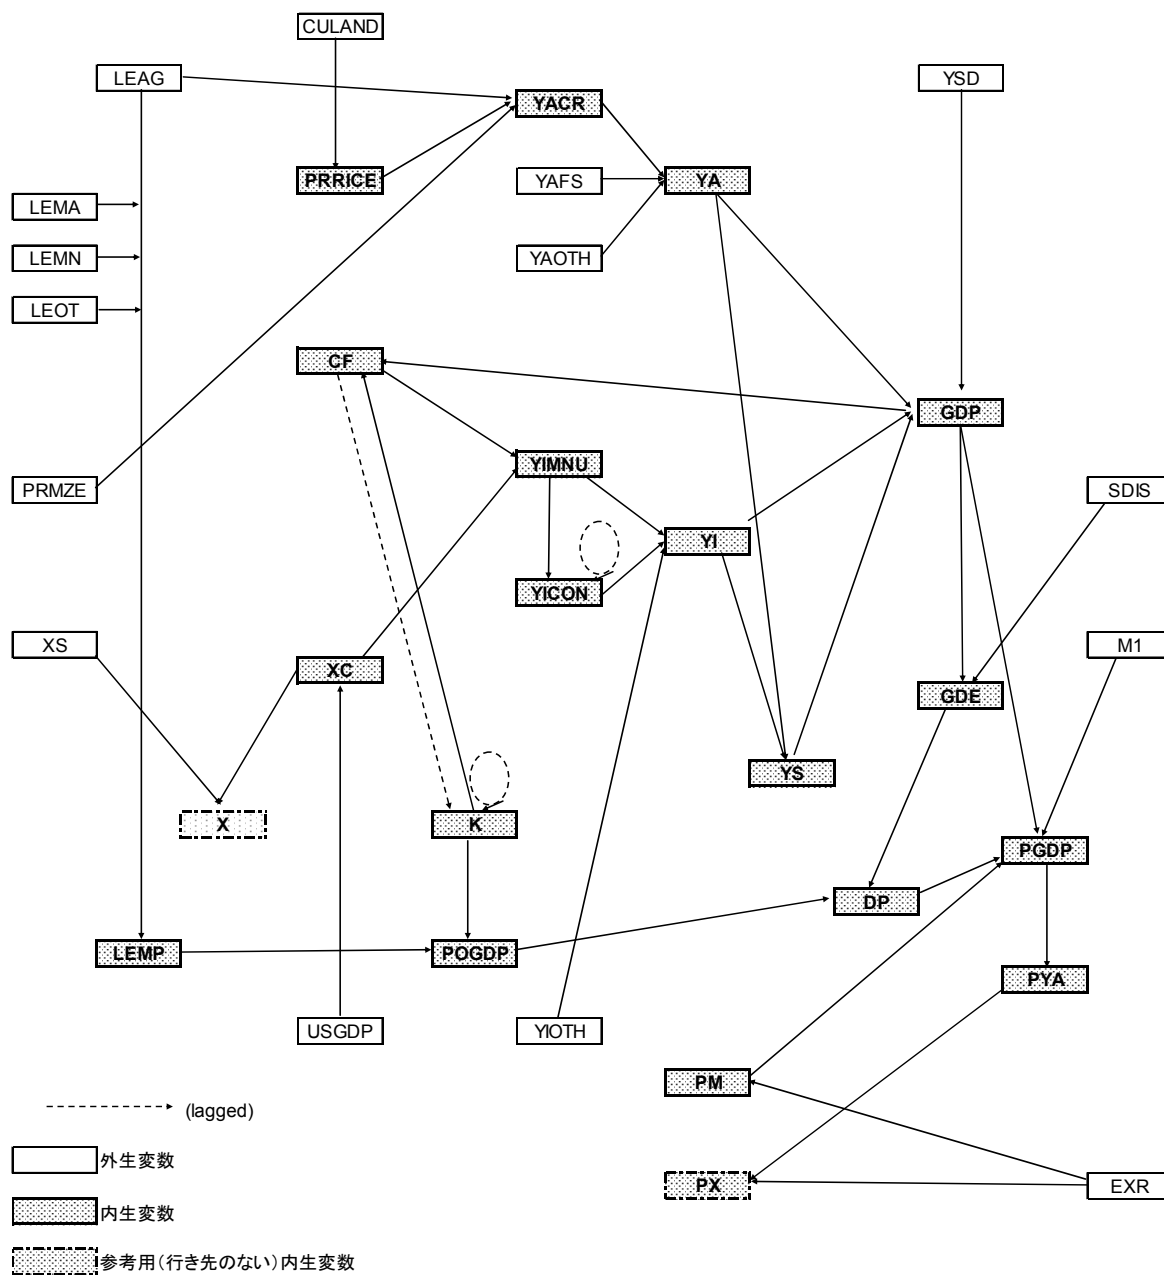 CULAND
LEAG
YSD
YACR
PRRICE
YAFS
YA
LEMA
LEMN
YAOTH
LEOT
CF
GDP
YIMNU
PRMZE
SDIS
YI
YICON
XS
M1
XC
GDE
YS
X
K
PGDP
DP
LEMP
POGDP
PYA
USGDP
YIOTH
PM
(lagged)
外生変数
PX
EXR
内生変数
参考用(行き先のない)内生変数